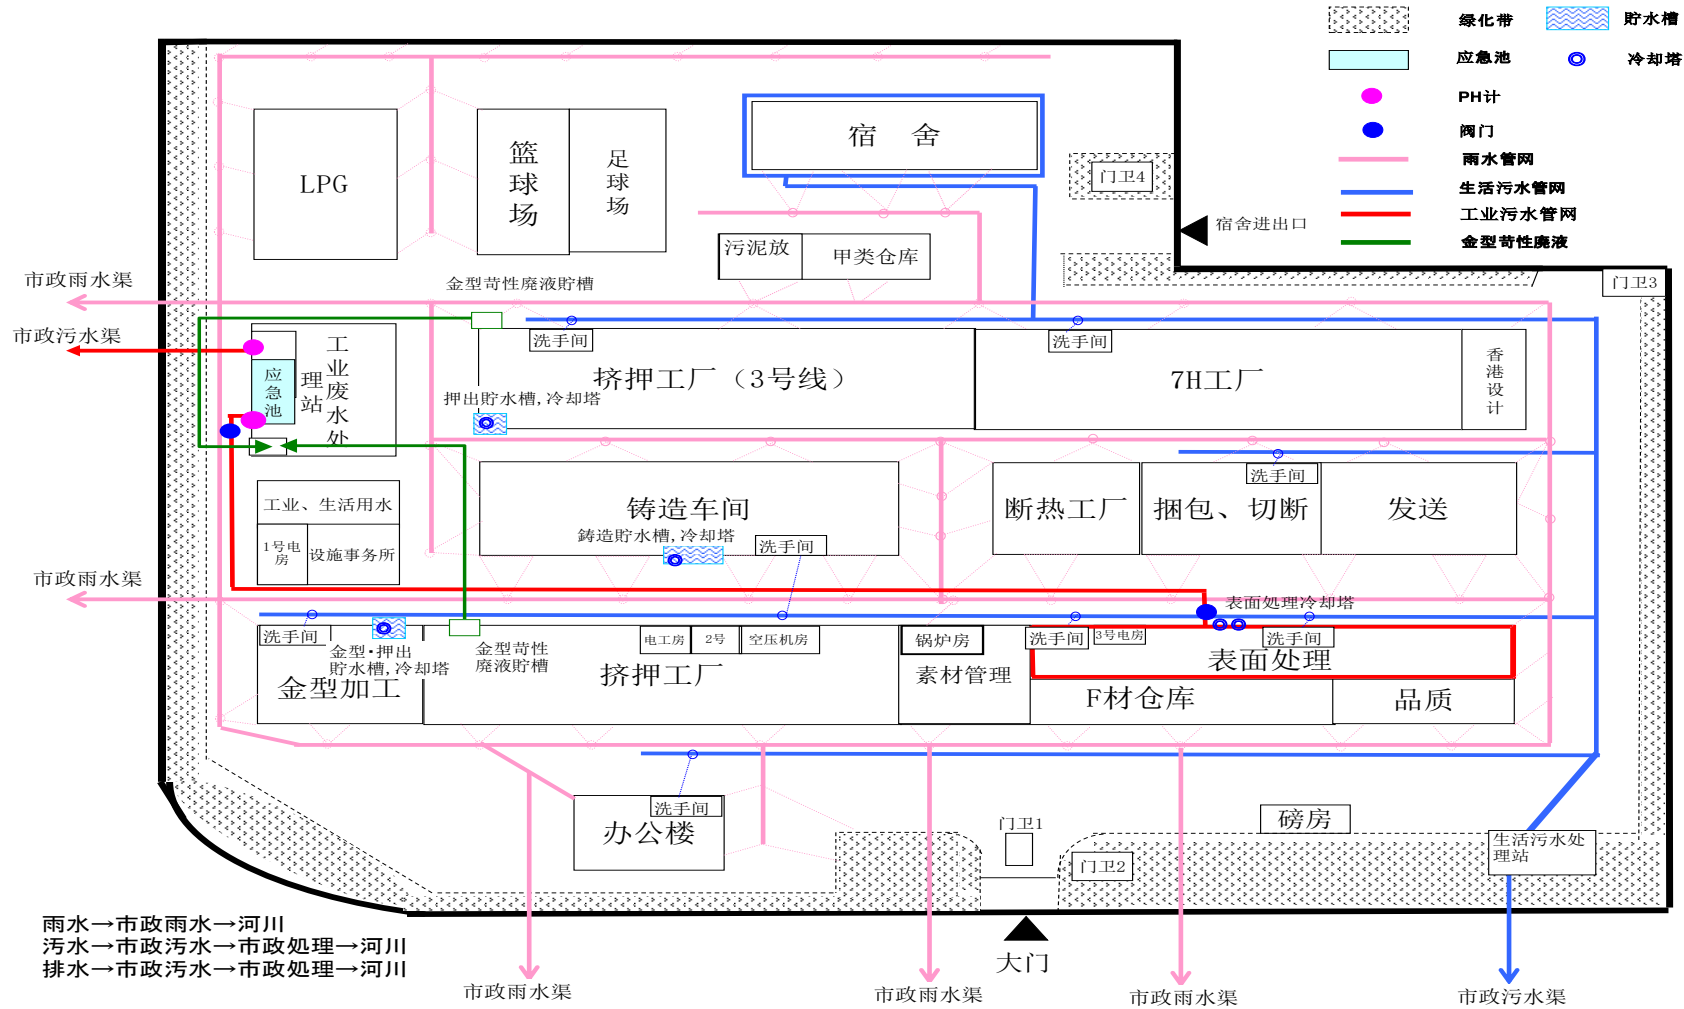 绿化带
貯水槽
应急池
冷却塔
PH计
阀门
雨水管网
生活污水管网
工业污水管网
金型苛性廃液
LPG
篮球场
足球场
宿 舍
门卫4
宿舍进出口
门卫3
污泥放
甲类仓库
市政雨水渠
金型苛性廃液貯槽
市政污水渠
工业废水处
理站
应急池
洗手间
洗手间
挤押工厂（3号线）
7H工厂
香港设计
押出貯水槽,冷却塔
工业、生活用水
1号电房
设施事务所
铸造车间
鋳造貯水槽,冷却塔
洗手间
断热工厂
捆包、切断
洗手间
发送
市政雨水渠
表面处理冷却塔
洗手间
金型•押出
貯水槽,冷却塔
金型加工
金型苛性
廃液貯槽
电工房
2号
空压机房
挤押工厂
锅炉房
素材管理
洗手间
3号电房
洗手间
表面处理
F材仓库
品质
洗手间
办公楼
门卫1
门卫2
磅房
生活污水处
理站
雨水→市政雨水→河川
污水→市政污水→市政処理→河川
排水→市政污水→市政処理→河川
大门
市政雨水渠
市政雨水渠
市政雨水渠
市政污水渠